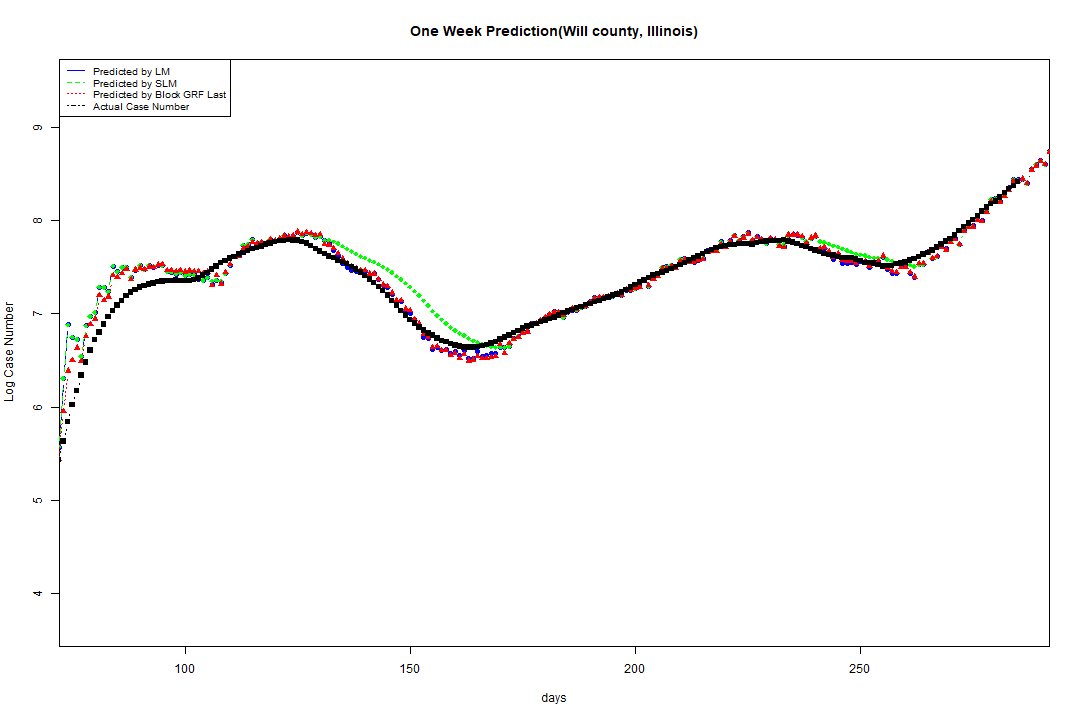 One Week Prediction(Will county, Illinois)
Predicted by LM
Predicted by SLM
Predicted by Block GRF Last
Actual Case Number
9
8
7
6
5
4
Log Case Number
100 150 200 250
days